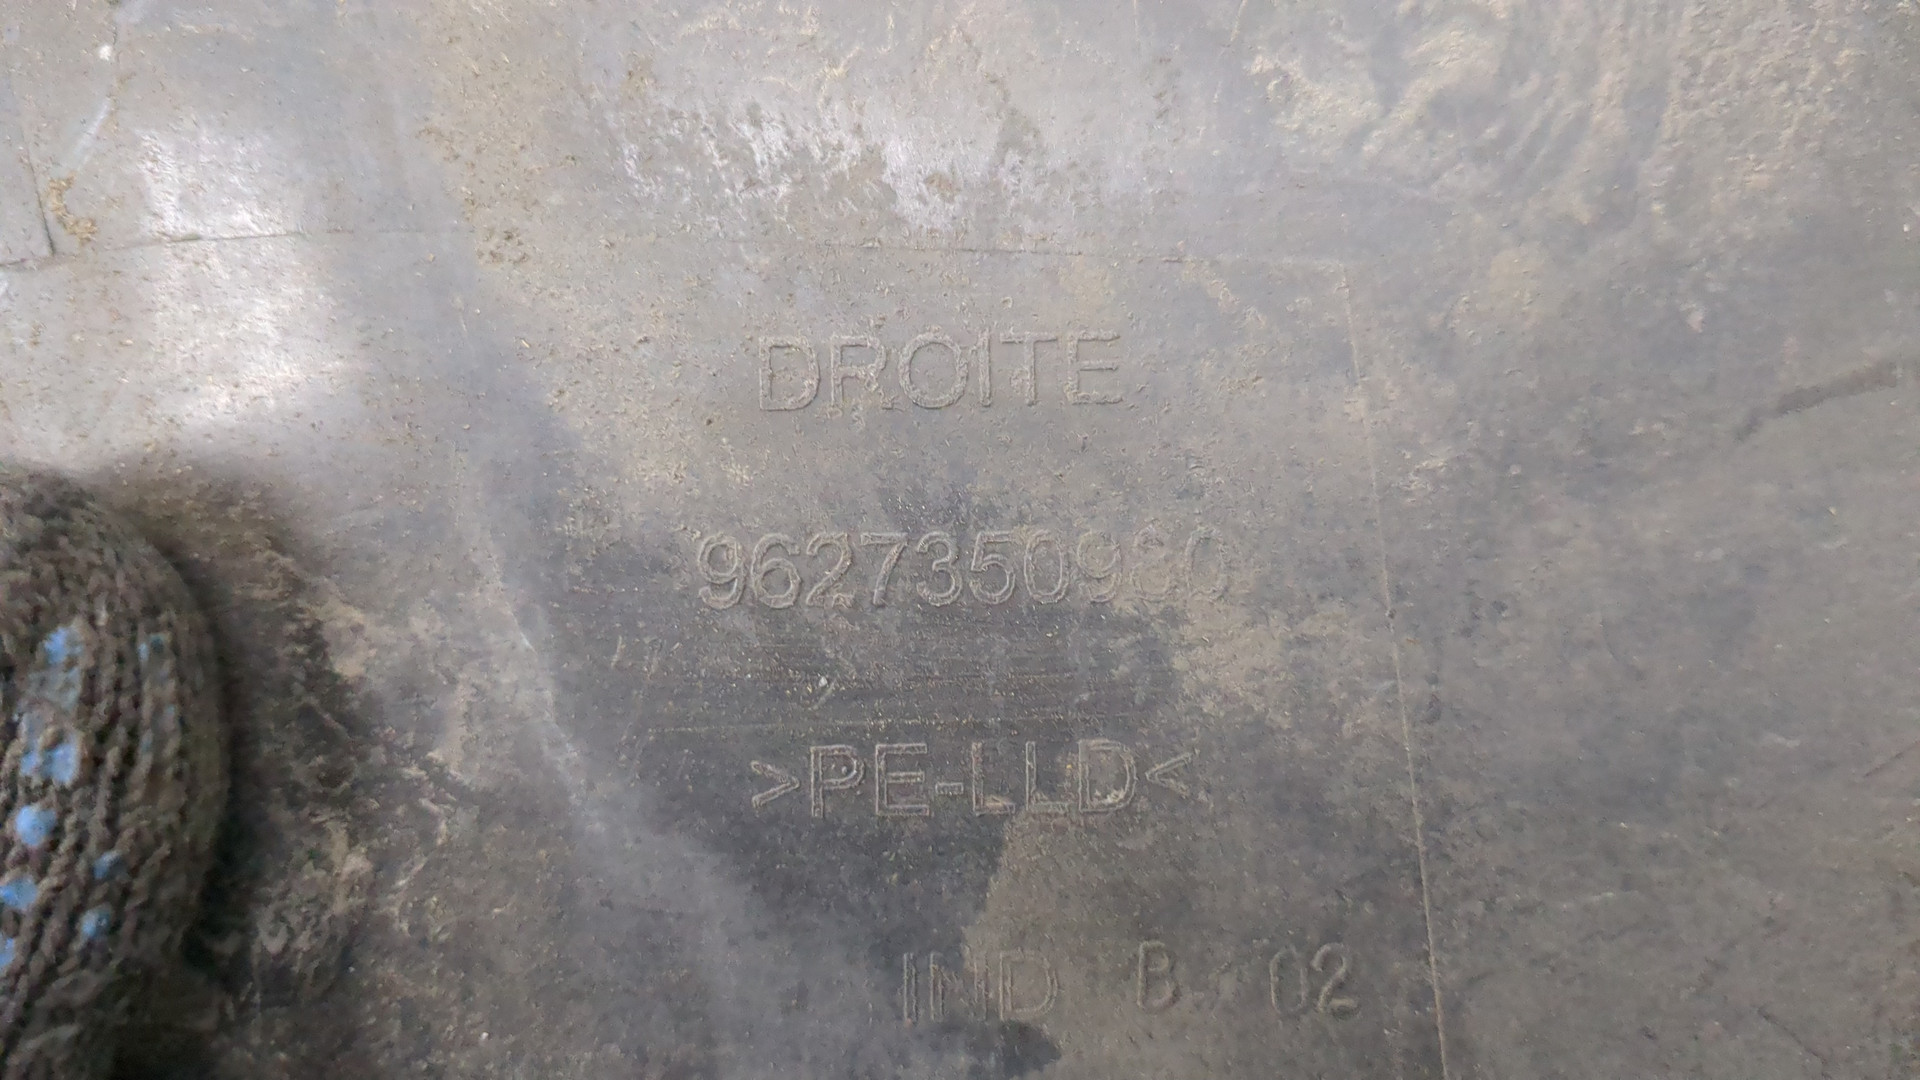 DROITE
9627350980
>PE-LLD<
IND B 02